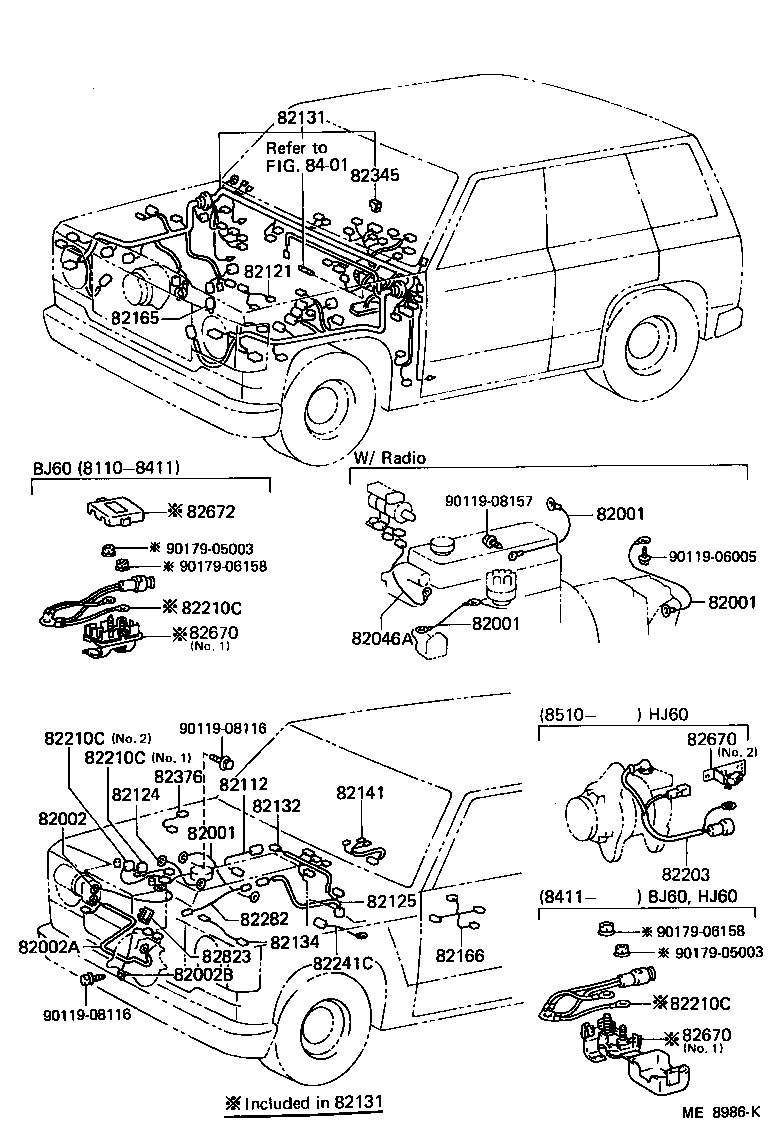 82131
Refer to
FIG. 84-01
82345
82121
82165
BJ60 (8110-8411)
※ 82672
※ 90179-05003
※ 90179-06158
※ 82210C
※ 82670
(No. 1)
W/ Radio
90119-08157
82001
90119-06005
82001
82046A
82001
90119-08116
82210C (No. 2)
82210C (No. 1)
82376
82124
82112
82002
82001
82132
82141
82125
82282
82134
82002A
82823
82002B
82241C
82166
90119-08116
(8510-      ) HJ60
82670
(No. 2)
82203
(8411-      ) BJ60, HJ60
※ 90179-06158
※ 90179-05003
※ 82210C
※ 82670
(No. 1)
※ Included in 82131
ME 8986-K